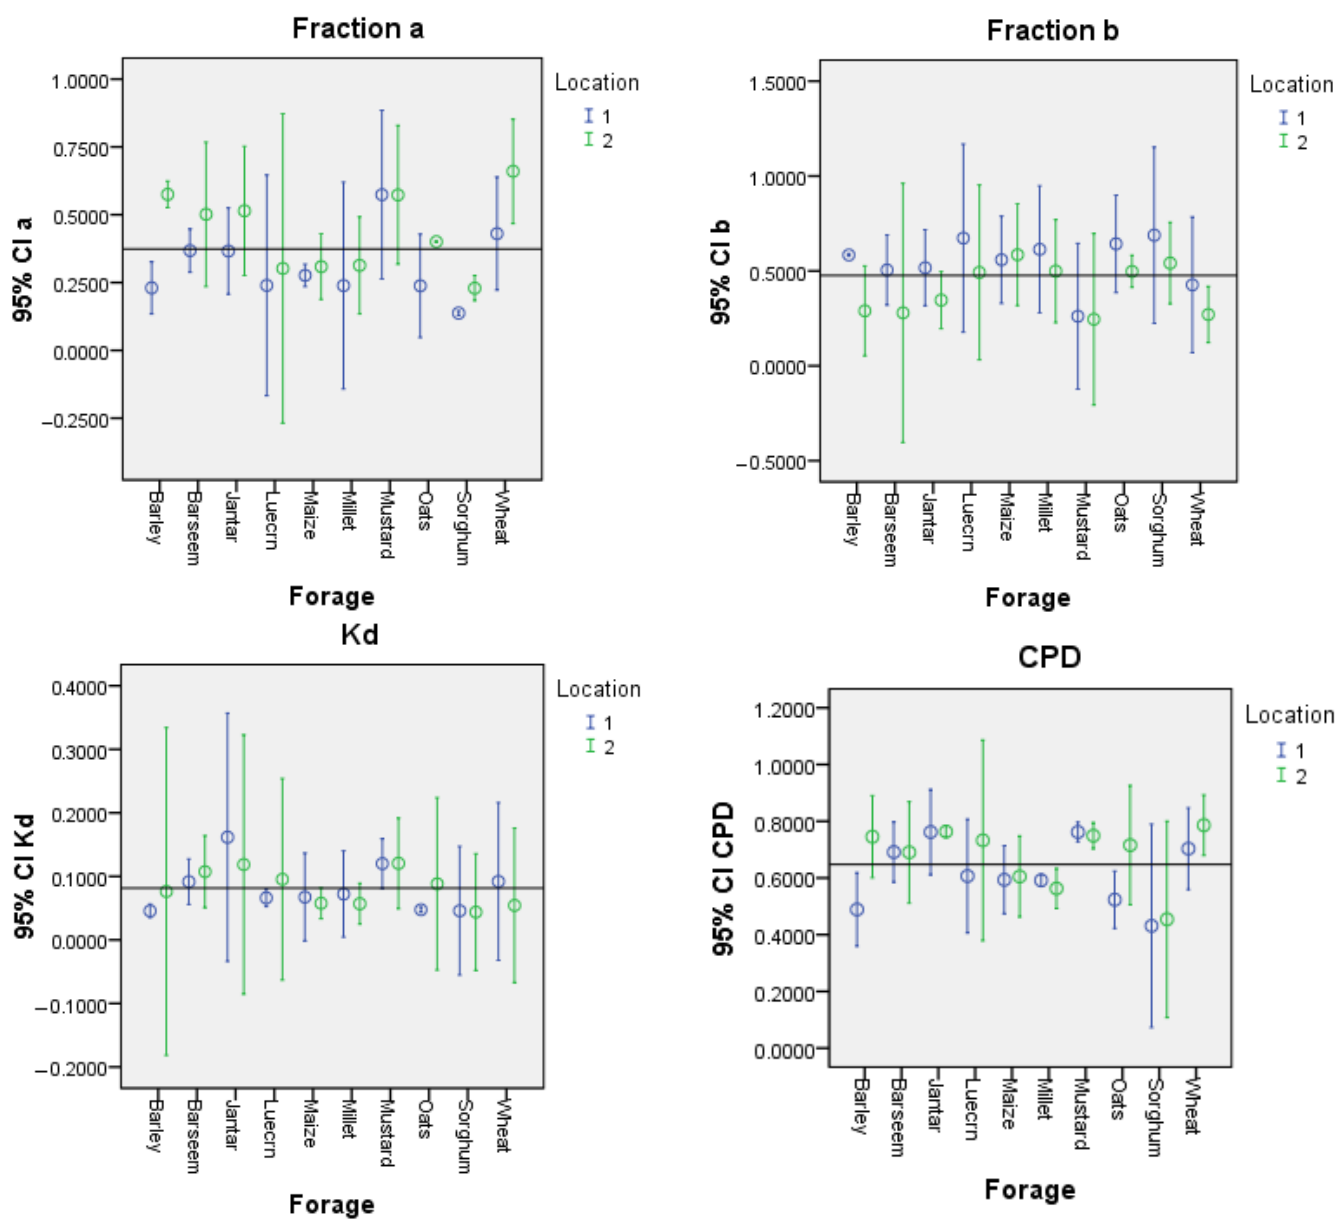 Fraction a
95% CI a
1.0000
0.7500
0.5000
0.2500
0.0000
−0.2500
Barley
Barseem
Jantar
Luecrn
Maize
Millet
Mustard
Oats
Sorghum
Wheat
Forage
Location
1
2
Fraction b
95% CI b
1.5000
1.0000
0.5000
0.0000
−0.5000
Barley
Barseem
Jantar
Luecrn
Maize
Millet
Mustard
Oats
Sorghum
Wheat
Forage
Location
1
2
Kd
95% CI Kd
0.4000
0.3000
0.2000
0.1000
0.0000
−0.1000
−0.2000
Barley
Barseem
Jantar
Luecrn
Maize
Millet
Mustard
Oats
Sorghum
Wheat
Forage
Location
1
2
CPD
95% CI CPD
1.2000
1.0000
0.8000
0.6000
0.4000
0.2000
0.0000
Barley
Barseem
Jantar
Luecrn
Maize
Millet
Mustard
Oats
Sorghum
Wheat
Forage
Location
1
2